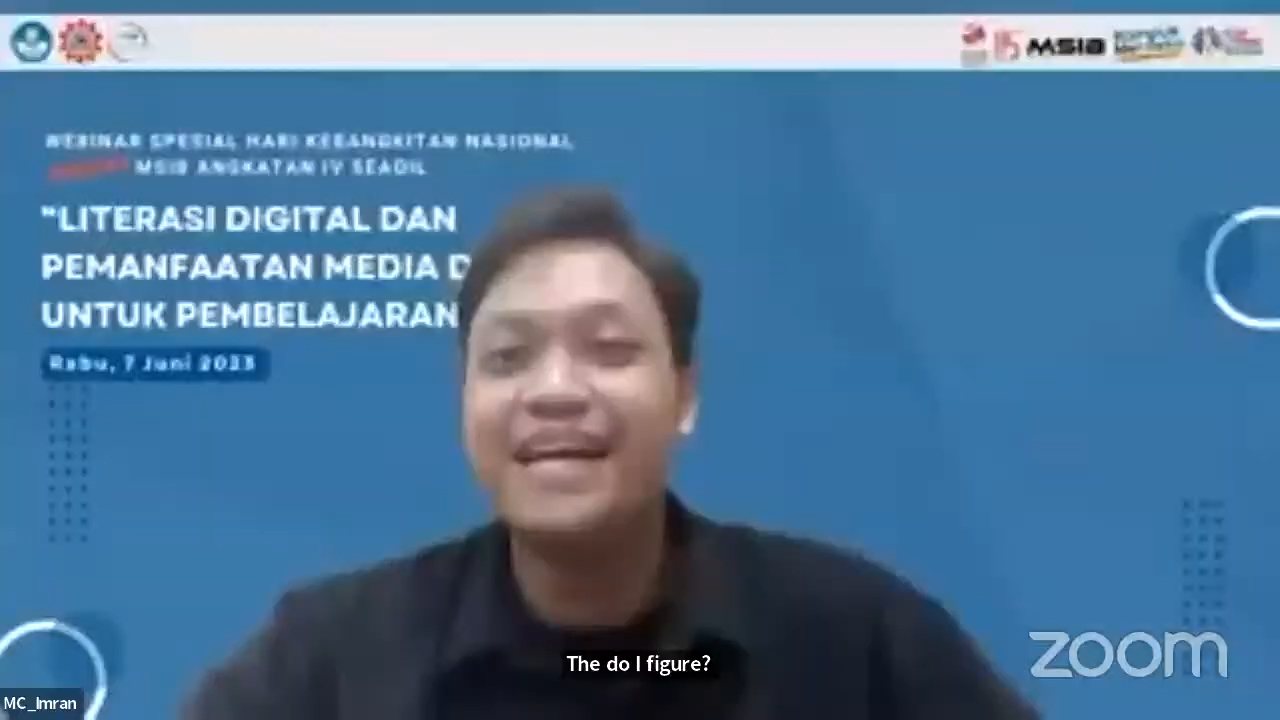 MSIB
WEBINAR SPESIAL HARI KEBANGKITAN NASIONAL
MSIB ANGKATAN IV SEAQIL
"LITERASI DIGITAL DAN
PEMANFAATAN MEDIA D
UNTUK PEMBELAJARAN
Rabu, 7 Juni 2023
zoom
The do I figure?
MC_Imran